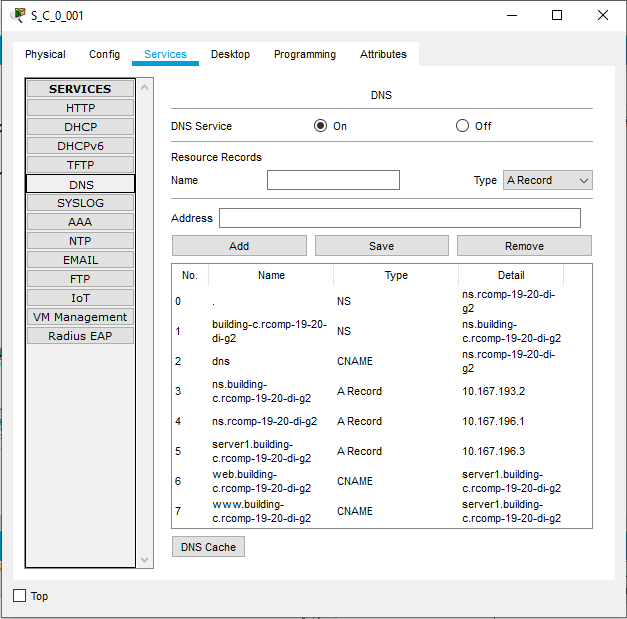 S_C_0_001
Physical Config Services Desktop Programming Attributes
SERVICES
HTTP
DHCP
DHCPv6
TFTP
DNS
SYSLOG
AAA
NTP
EMAIL
FTP
IoT
VM Management
Radius EAP
DNS
DNS Service On Off
Resource Records
Name Type A Record
Address
Add Save Remove
No. Name Type Detail
0 . NS ns.rcomp-19-20-di-
g2
1 building-c.rcomp-19-20- NS ns.building-
di-g2 c.rcomp-19-20-di-g2
2 dns CNAME ns.rcomp-19-20-di-
g2
3 ns.building- A Record 10.167.193.2
c.rcomp-19-20-di-g2
4 ns.rcomp-19-20-di-g2 A Record 10.167.196.1
5 server1.building- A Record 10.167.196.3
c.rcomp-19-20-di-g2
6 web.building- CNAME server1.building-
c.rcomp-19-20-di-g2 c.rcomp-19-20-di-g2
7 www.building- CNAME server1.building-
c.rcomp-19-20-di-g2 c.rcomp-19-20-di-g2
DNS Cache
Top